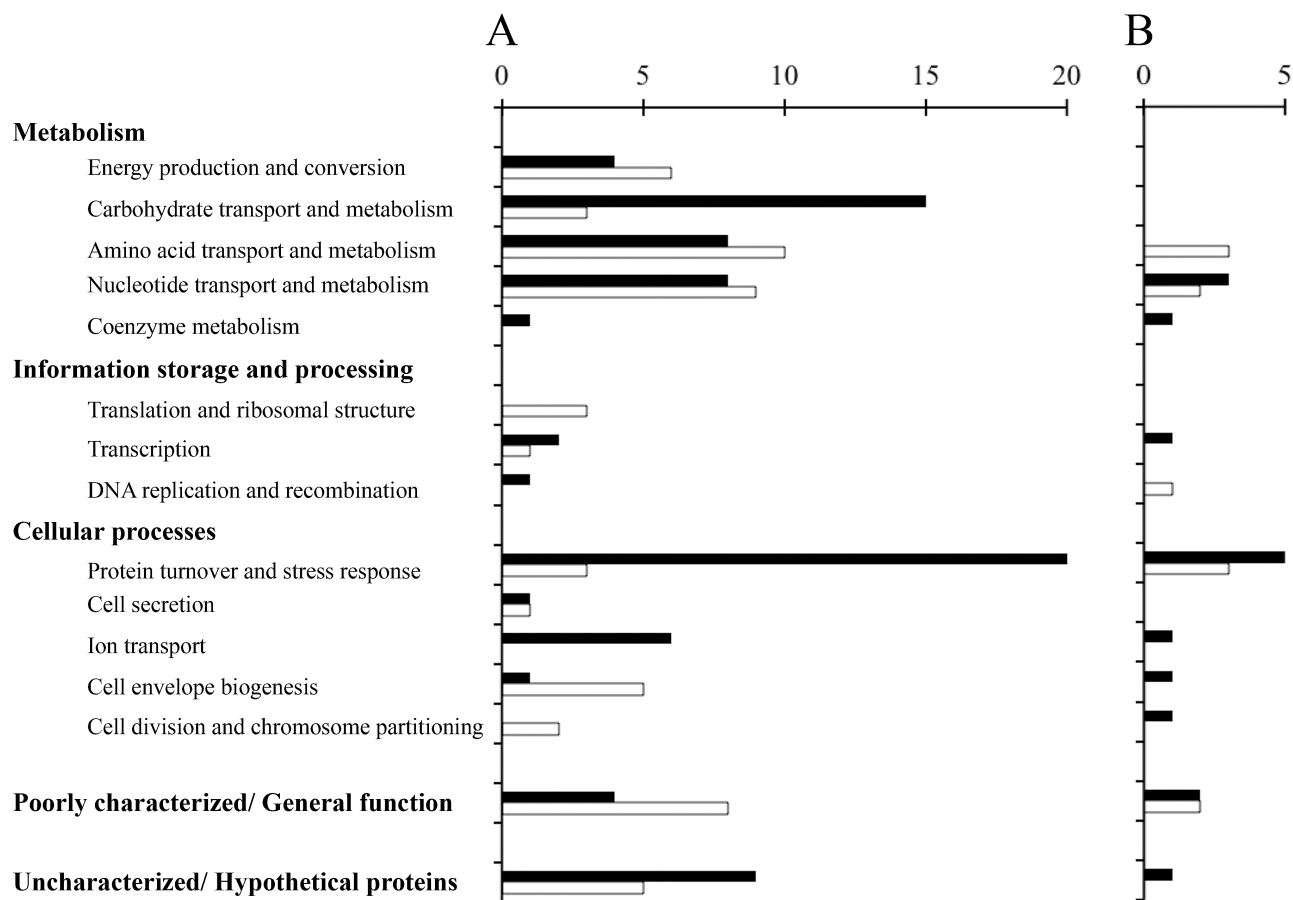 A B
0 5 10 15 20 0 5
Metabolism
Energy production and conversion
Carbohydrate transport and metabolism
Amino acid transport and metabolism
Nucleotide transport and metabolism
Coenzyme metabolism
Information storage and processing
Translation and ribosomal structure
Transcription
DNA replication and recombination
Cellular processes
Protein turnover and stress response
Cell secretion
Ion transport
Cell envelope biogenesis
Cell division and chromosome partitioning
Poorly characterized/ General function
Uncharacterized/ Hypothetical proteins